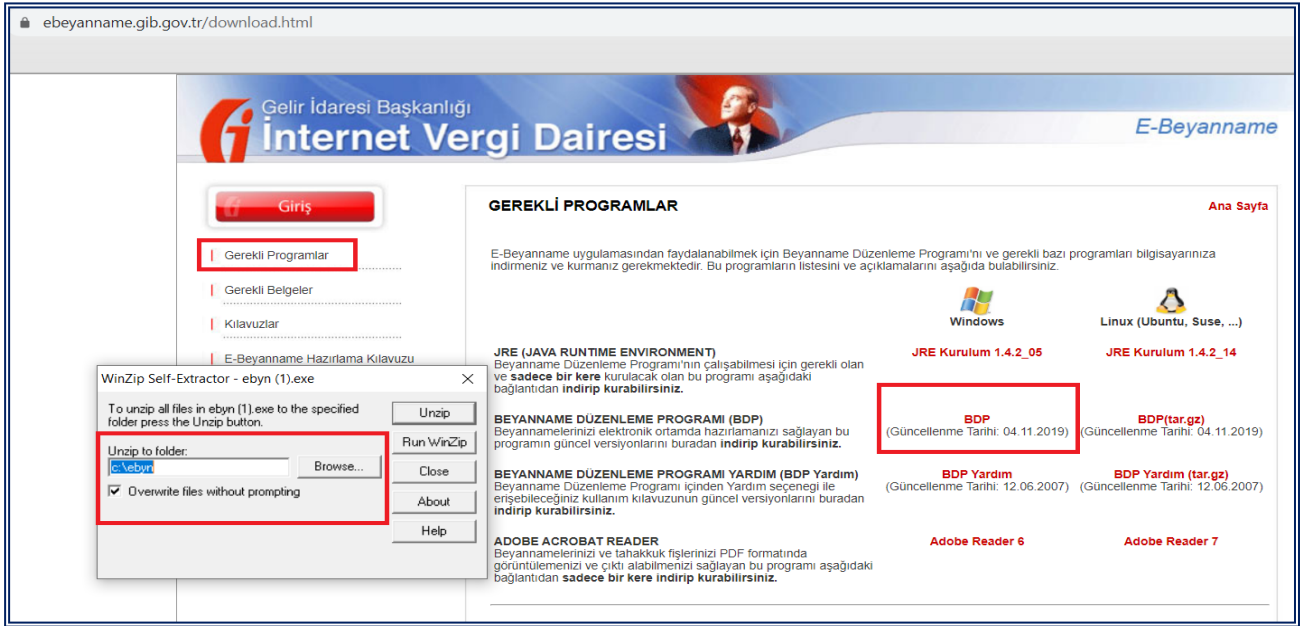 ebeyanname.gib.gov.tr/download.html
Gelir İdaresi Başkanlığı
İnternet Vergi Dairesi
E-Beyanname
Giriş
Gerekli Programlar
Gerekli Belgeler
Kılavuzlar
E-Beyanname Hazırlama Kılavuzu
GEREKLİ PROGRAMLAR
Ana Sayfa
E-Beyanname uygulamasından faydalanabilmek için Beyanname Düzenleme Programı'nı ve gerekli bazı programları bilgisayarınıza
indirmeniz ve kurmanız gerekmektedir. Bu programların listesini ve açıklamalarını aşağıda bulabilirsiniz.
Windows
Linux (Ubuntu, Suse, ...)
JRE (JAVA RUNTIME ENVIRONMENT)
Beyanname Düzenleme Programı'nın çalışabilmesi için gerekli olan
ve sadece bir kere kurulacak olan bu programı aşağıdaki
bağlantıdan indirip kurabilirsiniz.
JRE Kurulum 1.4.2_05
JRE Kurulum 1.4.2_14
BEYANNAME DÜZENLEME PROGRAMI (BDP)
Beyannamelerinizi elektronik ortamda hazırlamanızı sağlayan bu
programın güncel versiyonlarını buradan indirip kurabilirsiniz.
BDP
(Güncellenme Tarihi: 04.11.2019)
BDP(tar.gz)
(Güncellenme Tarihi: 04.11.2019)
BEYANNAME DÜZENLEME PROGRAMI YARDIM (BDP Yardım)
Beyanname Düzenleme Programı içinden Yardım seçenegi ile
erişebileceğiniz kullanım kılavuzunun güncel versiyonlarını buradan
indirip kurabilirsiniz.
BDP Yardım
(Güncellenme Tarihi: 12.06.2007)
BDP Yardım (tar.gz)
(Güncellenme Tarihi: 12.06.2007)
ADOBE ACROBAT READER
Beyannamelerinizi ve tahakkuk fişlerinizi PDF formatında
görüntülemenizi ve çıktı alabilmenizi sağlayan bu programı aşağıdaki
bağlantıdan sadece bir kere indirip kurabilirsiniz.
Adobe Reader 6
Adobe Reader 7
WinZip Self-Extractor - ebyn (1).exe
To unzip all files in ebyn (1).exe to the specified
folder press the Unzip button.
Unzip to folder:
c:\ebyn
Browse...
Overwrite files without prompting
Unzip
Run WinZip
Close
About
Help